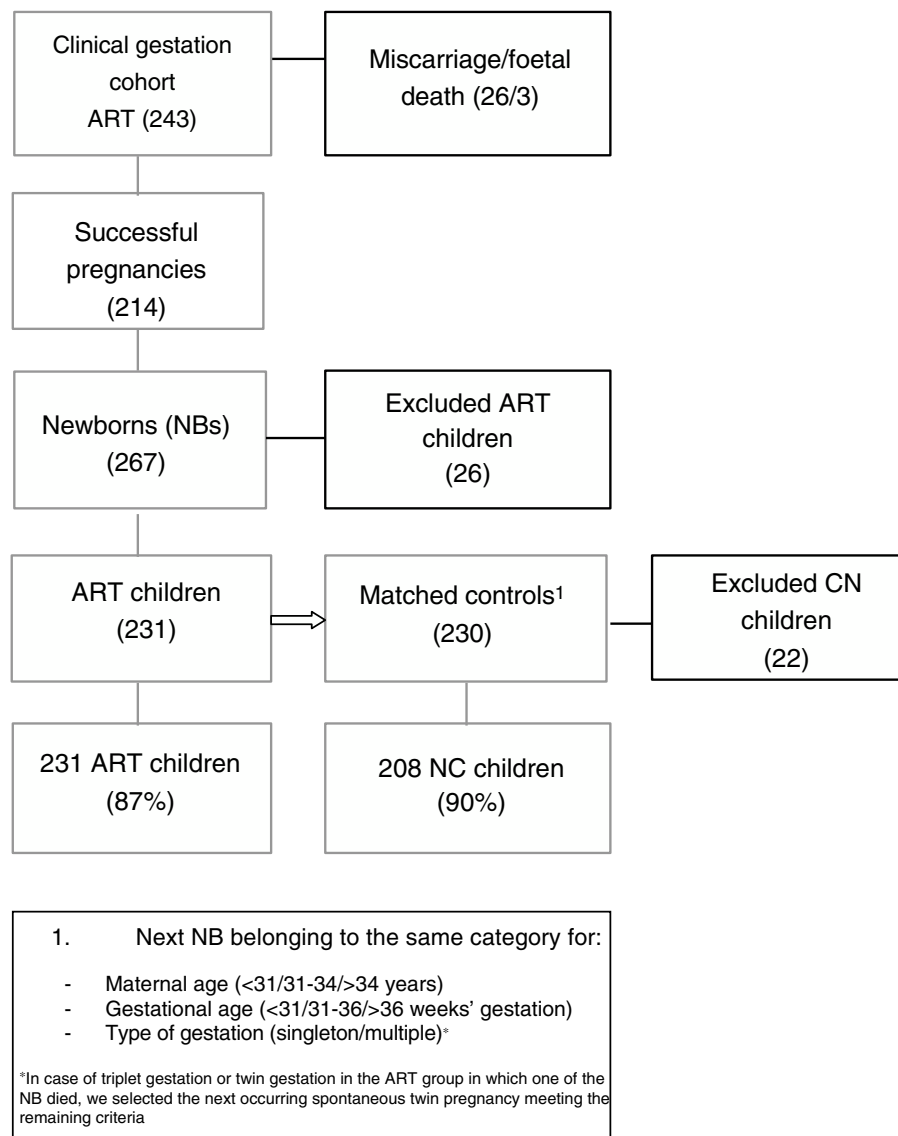 Clinical gestation
cohort
ART (243)
Miscarriage/foetal
death (26/3)
Successful
pregnancies
(214)
Newborns (NBs)
(267)
Excluded ART
children
(26)
ART children
(231)
Matched controls1
(230)
Excluded CN
children
(22)
231 ART children
(87%)
208 NC children
(90%)
1. Next NB belonging to the same category for:
- Maternal age (<31/31-34/>34 years)
- Gestational age (<31/31-36/>36 weeks' gestation)
- Type of gestation (singleton/multiple)*
*In case of triplet gestation or twin gestation in the ART group in which one of the
NB died, we selected the next occurring spontaneous twin pregnancy meeting the
remaining criteria